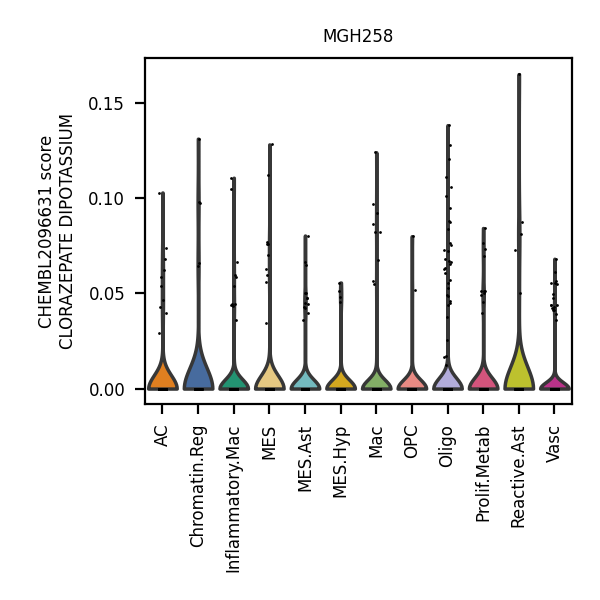 MGH258
CHEMBL2096631 score
CLORAZEPATE DIPOTASSIUM
0.15
0.10
0.05
0.00
AC
Chromatin.Reg
Inflammatory.Mac
MES
MES.Ast
MES.Hyp
Mac
OPC
Oligo
Prolif.Metab
Reactive.Ast
Vasc